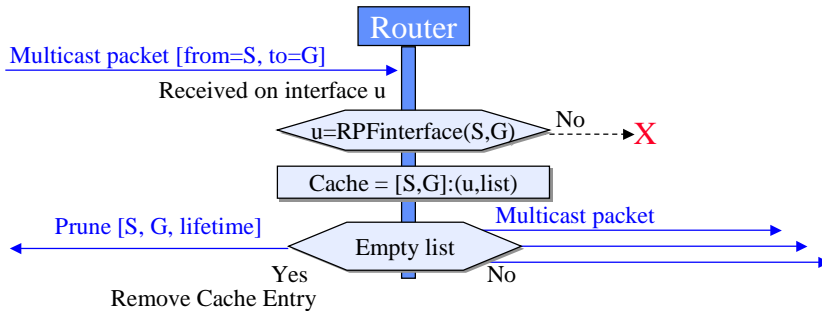 Router
Multicast packet [from=S, to=G]
Received on interface u
u=RPFinterface(S,G)
No
X
Cache = [S,G]:(u,list)
Prune [S, G, lifetime]
Multicast packet
Empty list
Yes
No
Remove Cache Entry